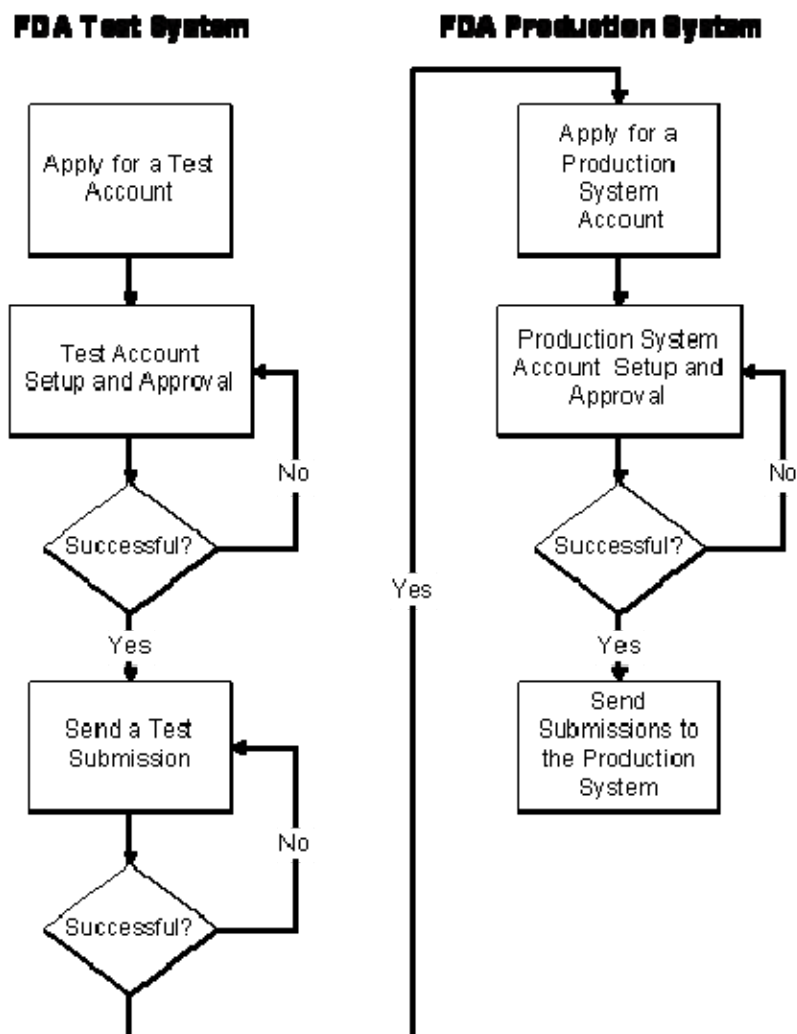 FDA Test System
Apply for a Test
Account
Test Account
Setup and Approval
No
Successful?
Yes
Send a Test
Submission
No
Successful?
Yes
FDA Production System
Apply for a
Production
System
Account
Production System
Account Setup and
Approval
No
Successful?
Yes
Send
Submissions to
the Production
System